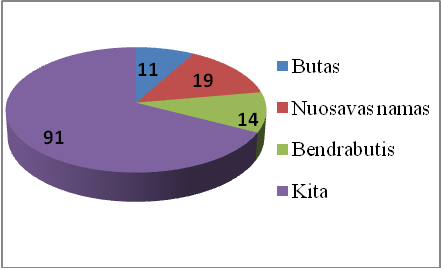 11
19
14
91
Butas
Nuosavas namas
Bendrabutis
Kita